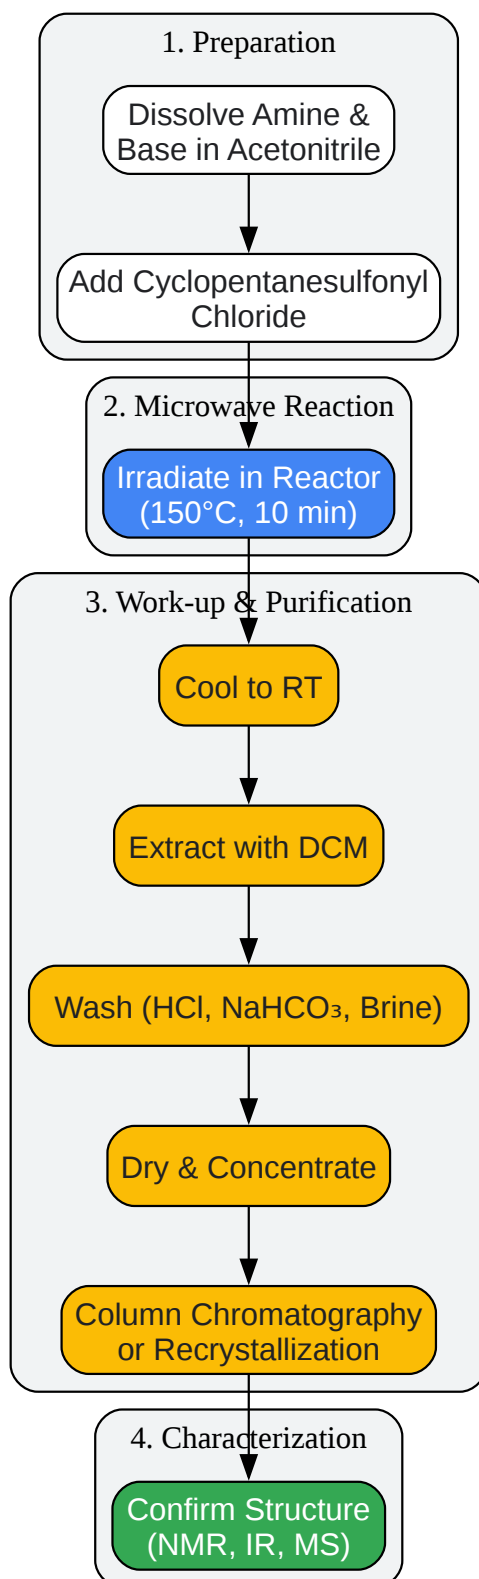 1. Preparation
Dissolve Amine &
Base in Acetonitrile
Add Cyclopentanesulfonyl
Chloride
2. Microwave Reaction
Irradiate in Reactor
(150°C, 10 min)
3. Work-up & Purification
Cool to RT
Extract with DCM
Wash (HCl, NaHCO₃, Brine)
Dry & Concentrate
Column Chromatography
or Recrystallization
4. Characterization
Confirm Structure
(NMR, IR, MS)